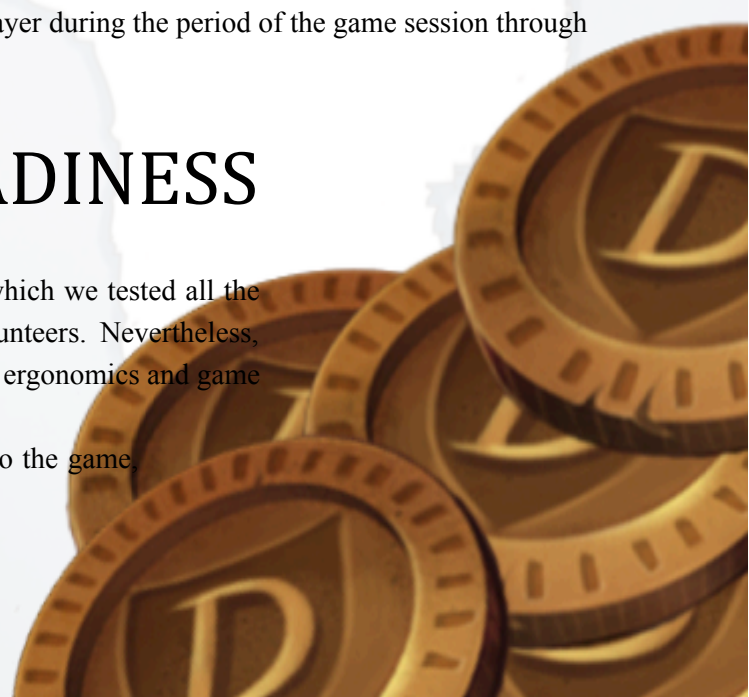 ayer during the period of the game session through
ADINESS
which we tested all the
unteers. Nevertheless,
ergonomics and game
o the game,
D
D